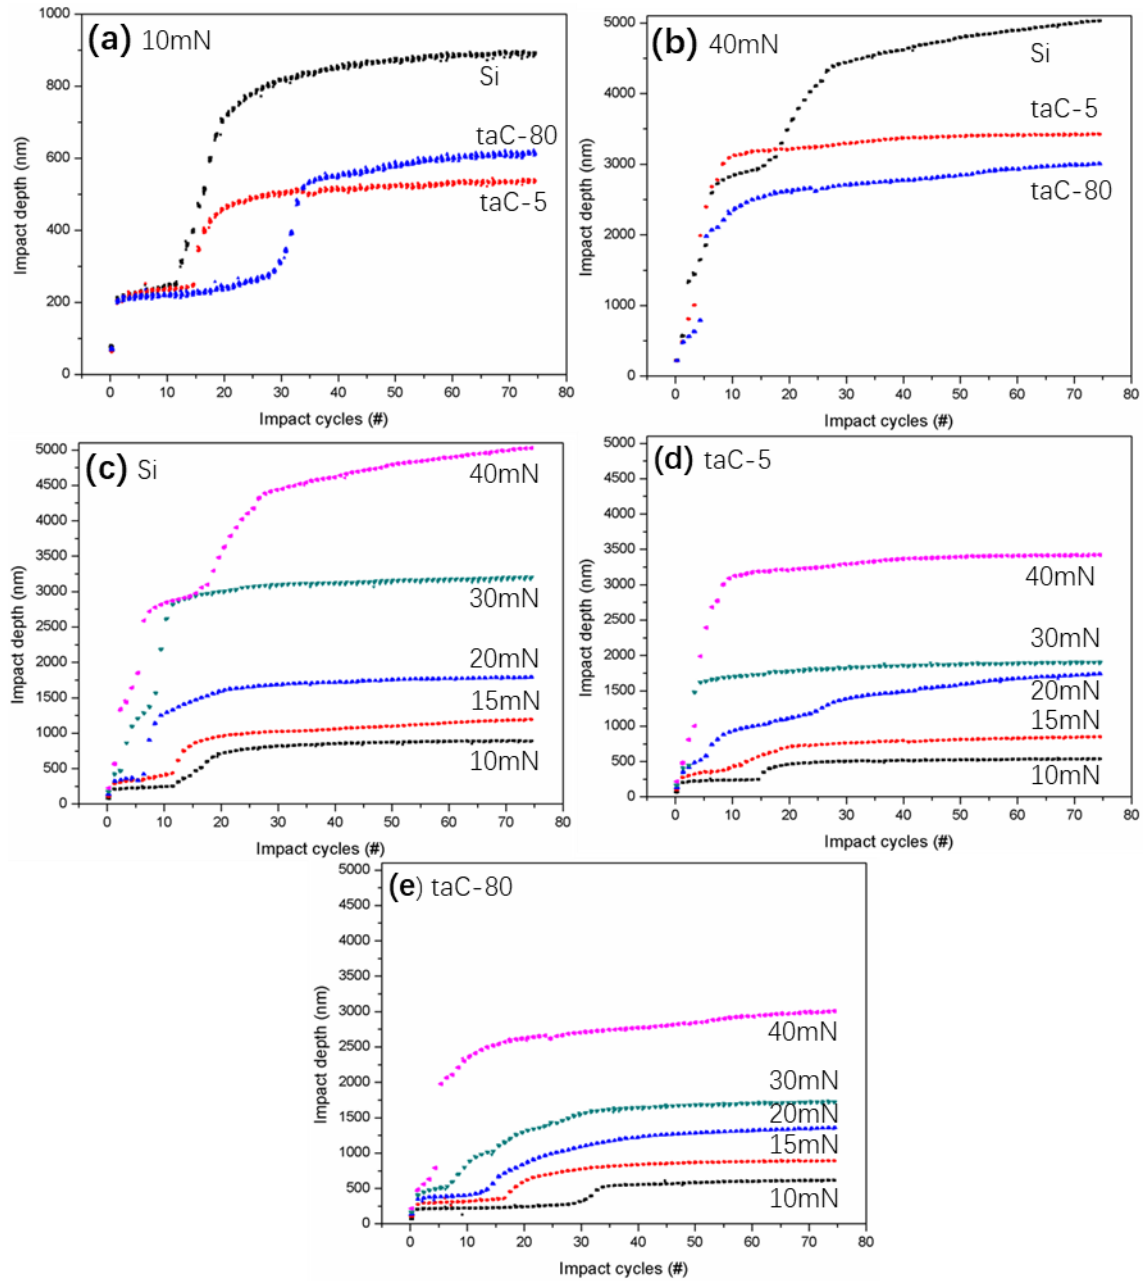 (a) 10mN
1000
800
600
400
200
0
Impact depth (nm)
Si
taC-80
taC-5
0 10 20 30 40 50 60 70 80
Impact cycles (#)
(b) 40mN
5000
4000
3000
2000
1000
0
Impact depth (nm)
Si
taC-5
taC-80
0 10 20 30 40 50 60 70 80
Impact cycles (#)
(c) Si
5000
4500
4000
3500
3000
2500
2000
1500
1000
500
0
Impact depth (nm)
40mN
30mN
20mN
15mN
10mN
0 10 20 30 40 50 60 70 80
Impact cycles (#)
(d) taC-5
5000
4500
4000
3500
3000
2500
2000
1500
1000
500
0
Impact depth (nm)
40mN
30mN
20mN
15mN
10mN
0 10 20 30 40 50 60 70 80
Impact cycles (#)
(e) taC-80
5000
4500
4000
3500
3000
2500
2000
1500
1000
500
0
Impact depth (nm)
40mN
30mN
20mN
15mN
10mN
0 10 20 30 40 50 60 70 80
Impact cycles (#)